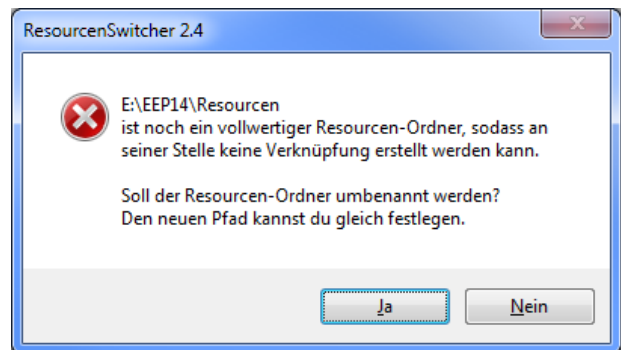 ResourcenSwitcher 2.4
E:\EEP14\Resourcen
ist noch ein vollwertiger Resourcen-Ordner, sodass an
seiner Stelle keine Verknüpfung erstellt werden kann.
Soll der Resourcen-Ordner umbenannt werden?
Den neuen Pfad kannst du gleich festlegen.
Ja
Nein